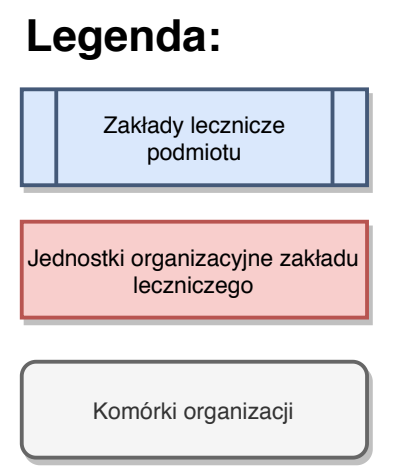 Legenda:
Zakłady lecznicze
podmiotu
Jednostki organizacyjne zakładu
leczniczego
Komórki organizacji